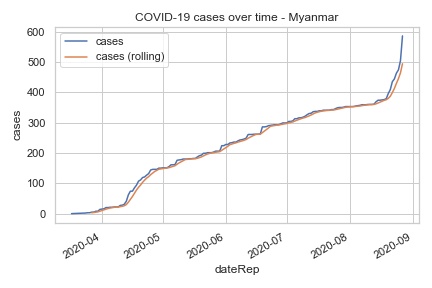 COVID-19 cases over time - Myanmar
cases
cases (rolling)
600
500
400
300
200
100
0
cases
2020-04
2020-05
2020-06
2020-07
2020-08
2020-09
dateRep